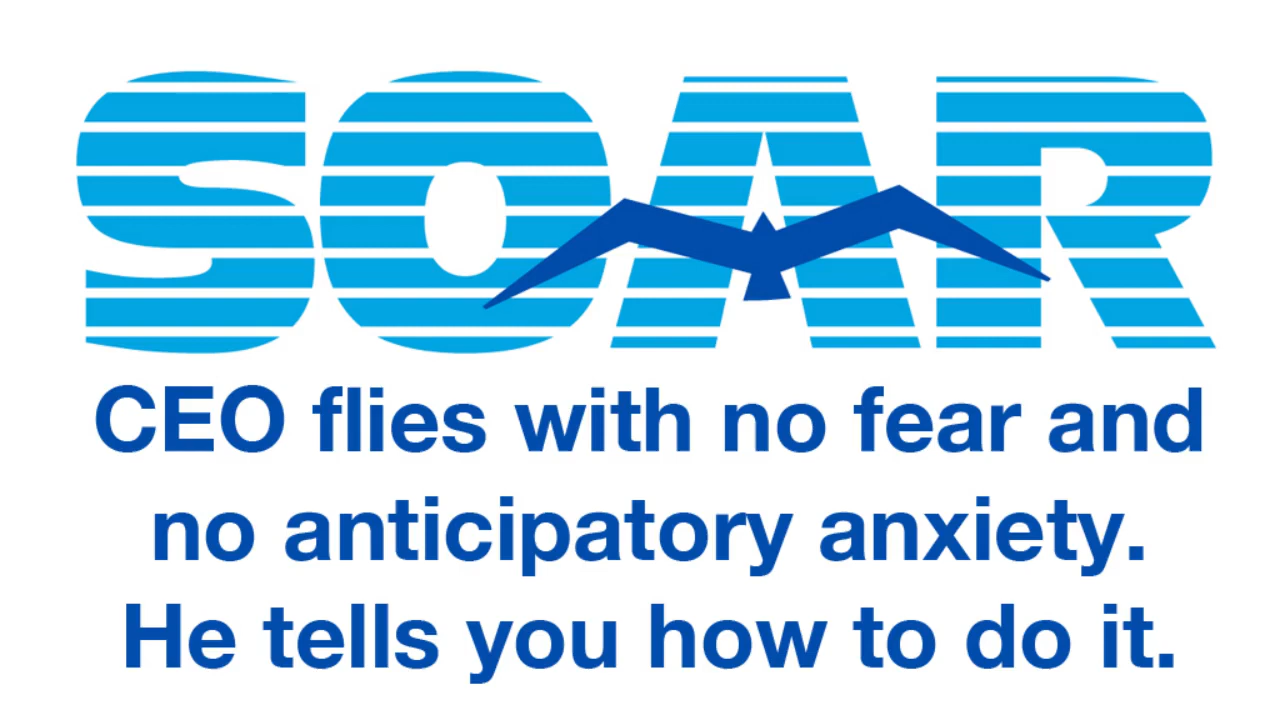 SOAR
CEO flies with no fear and
no anticipatory anxiety.
He tells you how to do it.